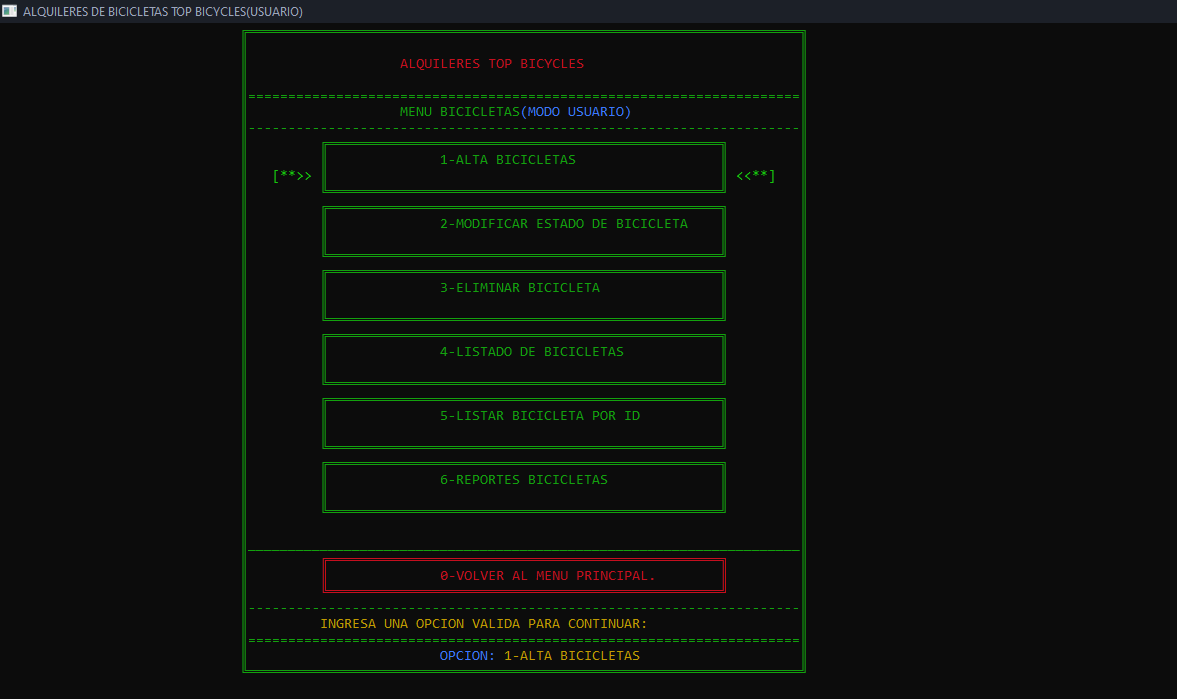 ALQUILERES DE BICICLETAS TOP BICYCLES(USUARIO)
ALQUILERES TOP BICYCLES
MENU BICICLETAS(MODO USUARIO)
1-ALTA BICICLETAS
[**>> <<**]
2-MODIFICAR ESTADO DE BICICLETA
3-ELIMINAR BICICLETA
4-LISTADO DE BICICLETAS
5-LISTAR BICICLETA POR ID
6-REPORTES BICICLETAS
0-VOLVER AL MENU PRINCIPAL.
INGRESA UNA OPCION VALIDA PARA CONTINUAR:
OPCION: 1-ALTA BICICLETAS